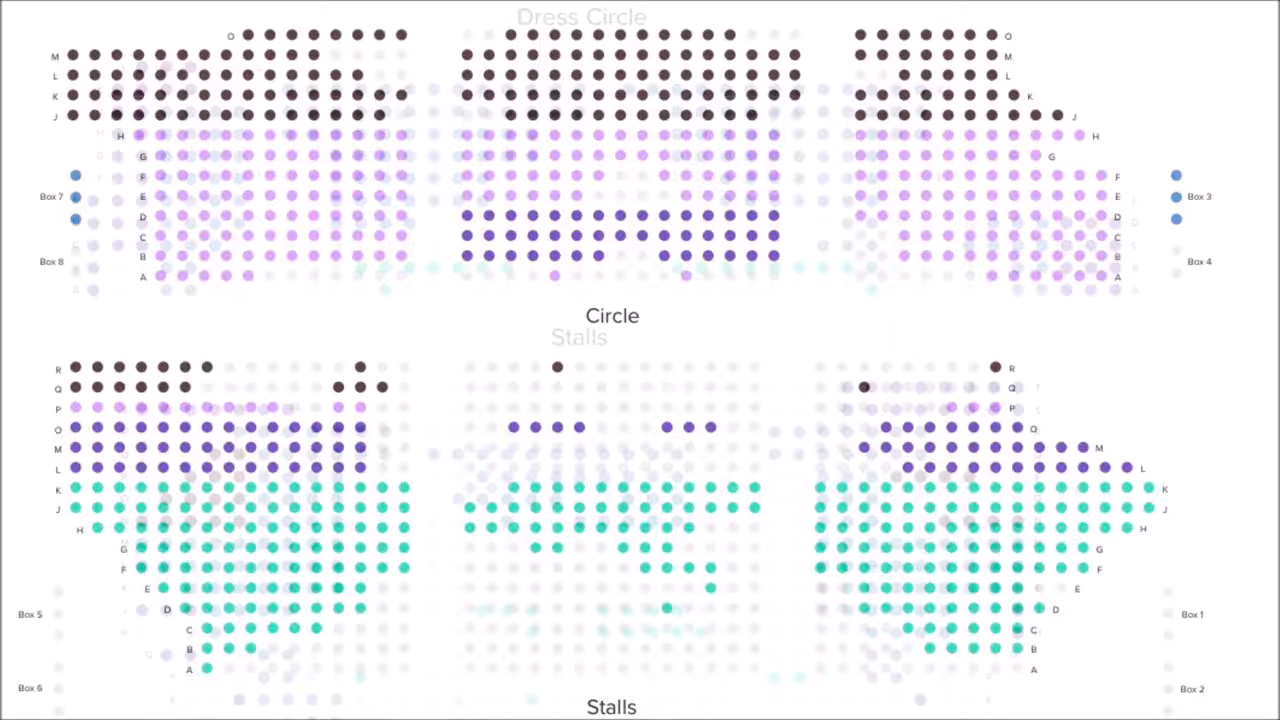 Dress Circle
O O
M M
L L
K K
J J
H H
G G
F F
Box 7 E E Box 3
D D
C C
Box 8 B B Box 4
A A
Circle
Stalls
R R
Q Q
P P
O O
M M
L L
K K
J J
H H
G G
F F
E E
Box 5 D D Box 1
C C
B B
A A
Box 6 Box 2
Stalls